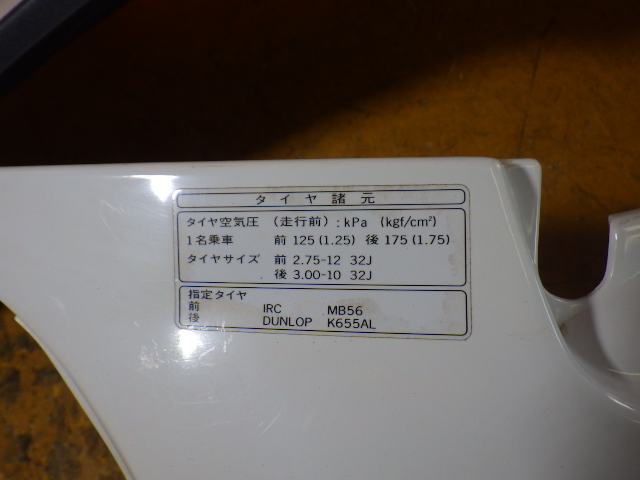 タイヤ諸元
タイヤ空気圧 (走行前) : kPa (kgf/cm²)
1名乗車 前 125 (1.25) 後 175 (1.75)
タイヤサイズ 前 2.75-12 32J
後 3.00-10 32J
指定タイヤ
前 IRC MB56
後 DUNLOP K655AL